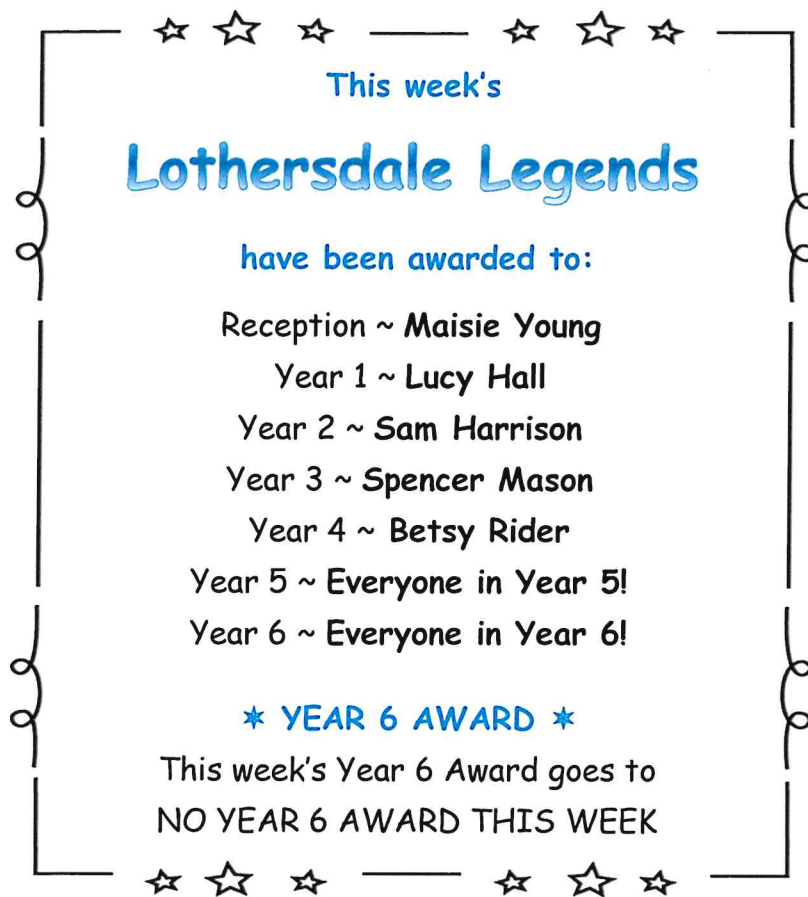 This week's
Lothersdale Legends
have been awarded to:
Reception ~ Maisie Young
Year 1 ~ Lucy Hall
Year 2 ~ Sam Harrison
Year 3 ~ Spencer Mason
Year 4 ~ Betsy Rider
Year 5 ~ Everyone in Year 5!
Year 6 ~ Everyone in Year 6!
* YEAR 6 AWARD *
This week's Year 6 Award goes to
NO YEAR 6 AWARD THIS WEEK